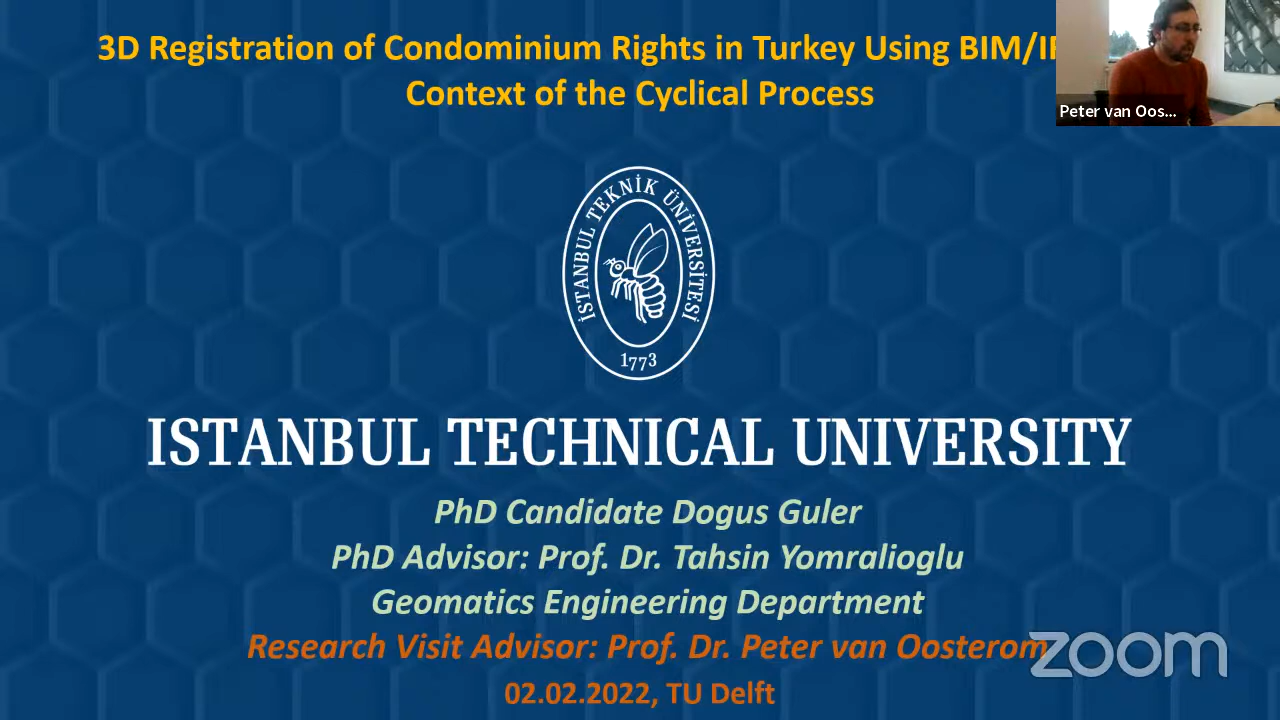 3D Registration of Condominium Rights in Turkey Using BIM/I
Context of the Cyclical Process
Peter van Oos...
İSTANBUL TEKNİK ÜNİVERSİTESİ
1773
ISTANBUL TECHNICAL UNIVERSITY
PhD Candidate Dogus Guler
PhD Advisor: Prof. Dr. Tahsin Yomralioglu
Geomatics Engineering Department
Research Visit Advisor: Prof. Dr. Peter van Oosterom
zoom
02.02.2022, TU Delft